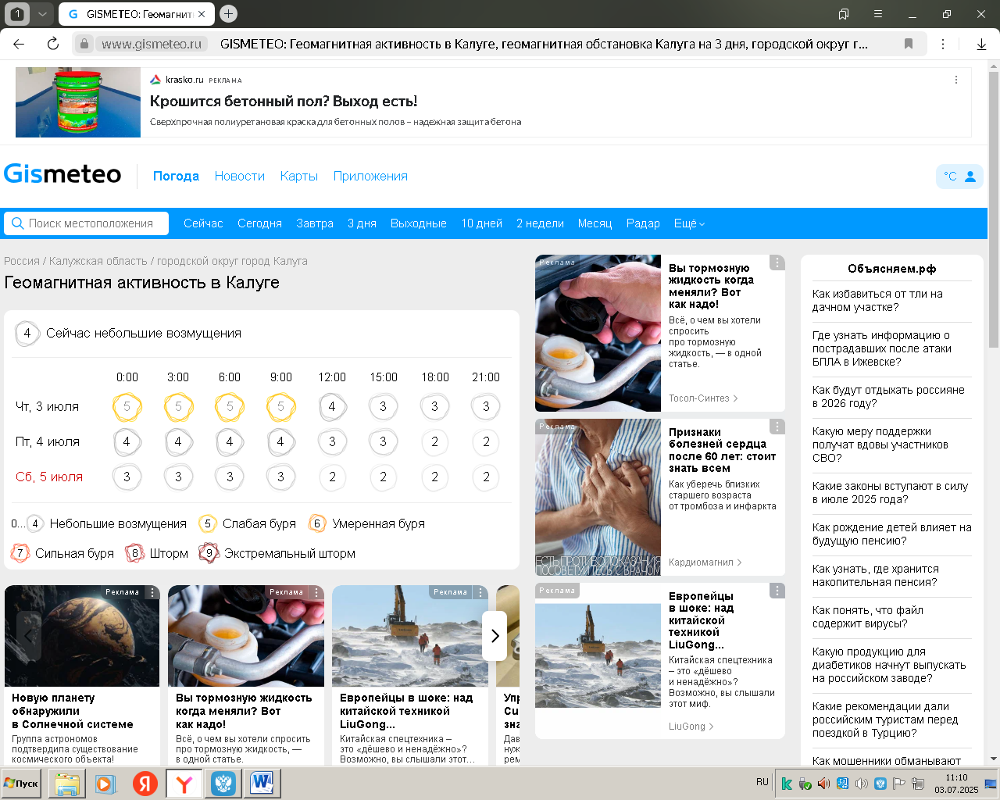 1
GISMETEO: Геомагнит
www.gismeteo.ru
GISMETEO: Геомагнитная активность в Калуге, геомагнитная обстановка Калуга на 3 дня, городской округ г...
krasko.ru РЕКЛАМА
Крошится бетонный пол? Выход есть!
Сверхпрочная полиуретановая краска для бетонных полов – надежная защита бетона
Gismeteo
Погода Новости Карты Приложения
°C
Поиск местоположения
Сейчас Сегодня Завтра 3 дня Выходные 10 дней 2 недели Месяц Радар Ещё
Россия / Калужская область / городской округ город Калуга
Геомагнитная активность в Калуге
4 Сейчас небольшие возмущения
0:00 3:00 6:00 9:00 12:00 15:00 18:00 21:00
Чт, 3 июля 5 5 5 5 4 3 3 3
Пт, 4 июля 4 4 4 4 3 3 2 2
Сб, 5 июля 3 3 3 3 2 2 2 2
0... 4 Небольшие возмущения 5 Слабая буря 6 Умеренная буря
7 Сильная буря 8 Шторм 9 Экстремальный шторм
Реклама
Новую планету
обнаружили
в Солнечной системе
Группа астрономов
подтвердила существование
космического объекта!
Реклама
Вы тормозную жидкость
когда меняли? Вот
как надо!
Всё, о чем вы хотели спросить
про тормозную жидкость, —
в одной статье.
Реклама
Европейцы в шоке: над
китайской техникой
LiuGong...
Китайская спецтехника –
это «дёшево и ненадёжно»?
Возможно, вы слышали этот...
Упр
Cu
зна
Дав
нуж
рем
Реклама
Вы тормозную
жидкость когда
меняли? Вот
как надо!
Всё, о чем вы хотели
спросить
про тормозную
жидкость, — в одной
статье.
Тосол-Синтез
Реклама
Признаки
болезней сердца
после 60 лет: стоит
знать всем
Как уберечь близких
старшего возраста
от тромбоза и инфаркта
ЕСТЬ ПРОТИВОПОКАЗАНИЯ
ПОСОВЕТУЙТЕСЬ С ВРАЧОМ
Кардиомагнил
Реклама
Европейцы
в шоке: над
китайской
техникой
LiuGong...
Китайская спецтехника
– это «дёшево
и ненадёжно»?
Возможно, вы слышали
этот миф.
LiuGong
Объясняем.рф
Как избавиться от тли на
дачном участке?
Где узнать информацию о
пострадавших после атаки
БПЛА в Ижевске?
Как будут отдыхать россияне
в 2026 году?
Какую меру поддержки
получат вдовы участников
СВО?
Какие законы вступают в силу
в июле 2025 года?
Как рождение детей влияет на
будущую пенсию?
Как узнать, где хранится
накопительная пенсия?
Как понять, что файл
содержит вирусы?
Какую продукцию для
диабетиков начнут выпускать
на российском заводе?
Какие рекомендации дали
российским туристам перед
поездкой в Турцию?
Как мошенники обманывают
Пуск
RU
11:10
03.07.2025